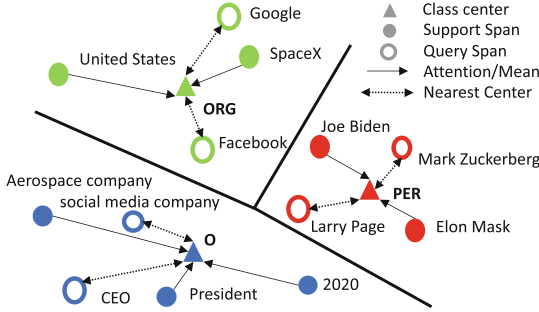 Google
Class center
Support Span
Query Span
Attention/Mean
Nearest Center
United States
SpaceX
ORG
Facebook
Joe Biden
Mark Zuckerberg
PER
Larry Page
Elon Mask
Aerospace company
social media company
O
CEO
President
2020